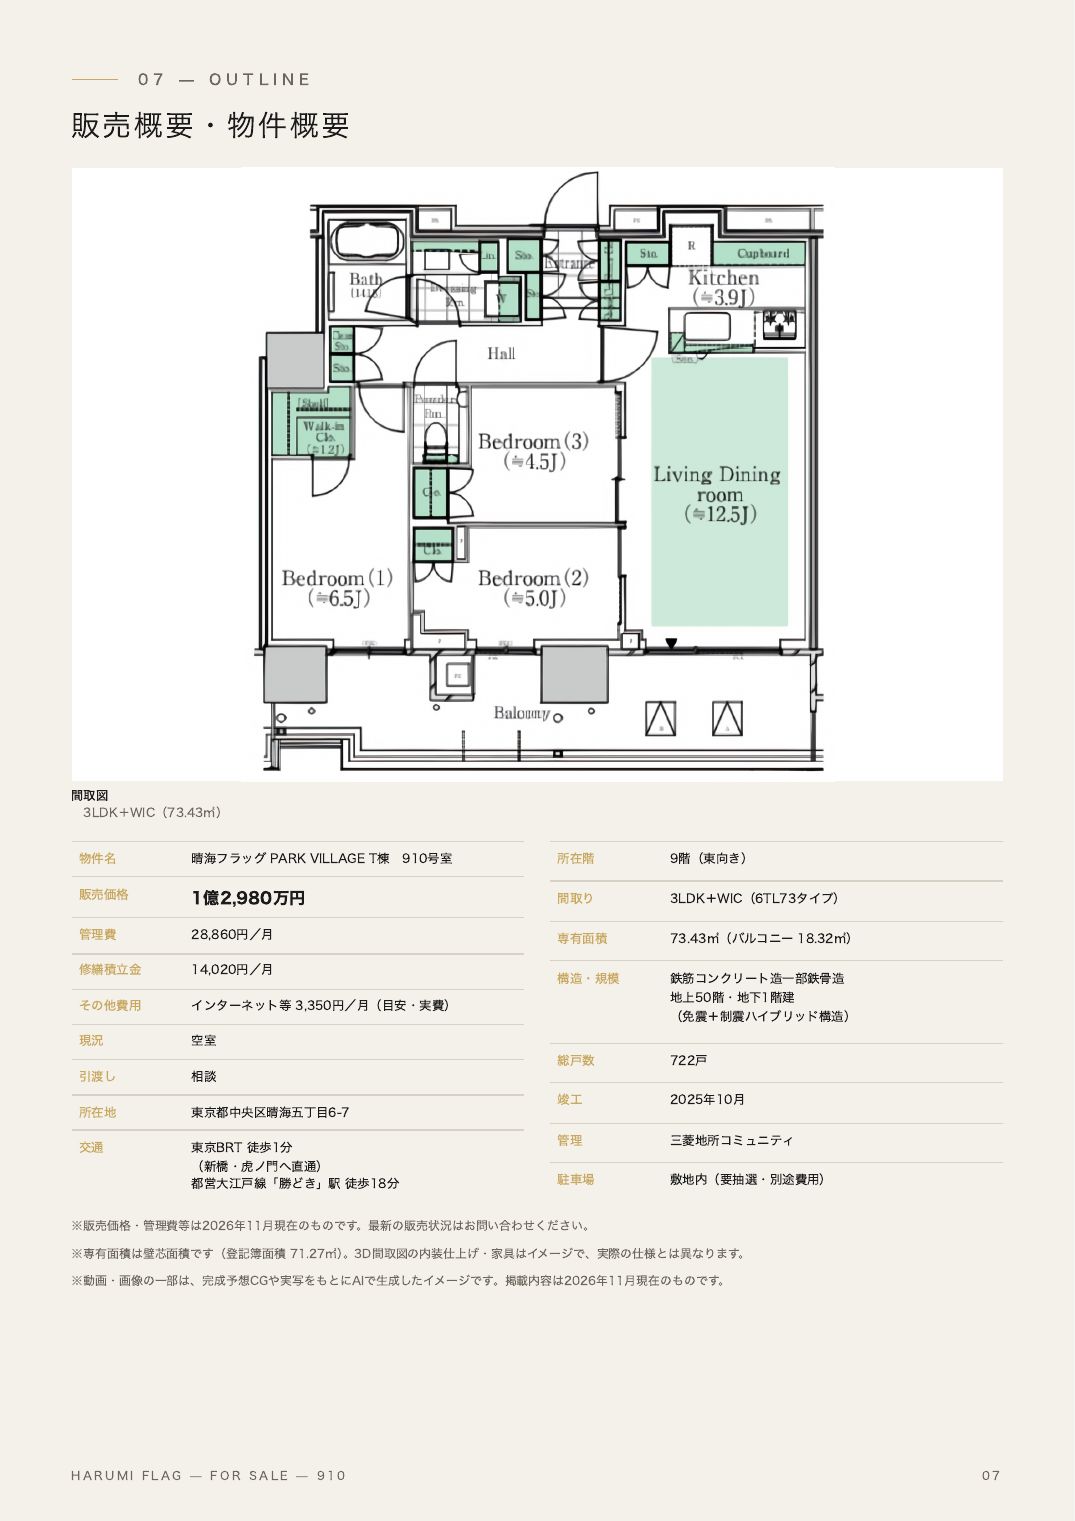 07 — OUTLINE
販売概要・物件概要
Bath
Lin.
Sto.
Entrance
Sto.
R
Cupboard
Kitchen
(≒3.9J)
W
Hall
Sto.
Walk-in
Clo.
(≒1.2J)
Bedroom(3)
(≒4.5J)
Living Dining
room
(≒12.5J)
Clo.
Bedroom(1)
(≒6.5J)
Bedroom(2)
(≒5.0J)
Balcony
間取図
3LDK+WIC（73.43㎡）
物件名 晴海フラッグ PARK VILLAGE T棟 910号室
販売価格 1億2,980万円
管理費 28,860円／月
修繕積立金 14,020円／月
その他費用 インターネット等 3,350円／月（目安・実費）
現況 空室
引渡し 相談
所在地 東京都中央区晴海五丁目6-7
交通 東京BRT 徒歩1分
（新橋・虎ノ門へ直通）
都営大江戸線「勝どき」駅 徒歩18分
所在階 9階（東向き）
間取り 3LDK+WIC（6TL73タイプ）
専有面積 73.43㎡（バルコニー 18.32㎡）
構造・規模 鉄筋コンクリート造一部鉄骨造
地上50階・地下1階建
（免震＋制震ハイブリッド構造）
総戸数 722戸
竣工 2025年10月
管理 三菱地所コミュニティ
駐車場 敷地内（要抽選・別途費用）
※販売価格・管理費等は2026年11月現在のものです。最新の販売状況はお問い合わせください。
※専有面積は壁芯面積です（登記簿面積 71.27㎡）。3D間取図の内装仕上げ・家具はイメージで、実際の仕様とは異なります。
※動画・画像の一部は、完成予想CGや実写をもとにAIで生成したイメージです。掲載内容は2026年11月現在のものです。
HARUMI FLAG — FOR SALE — 910
07